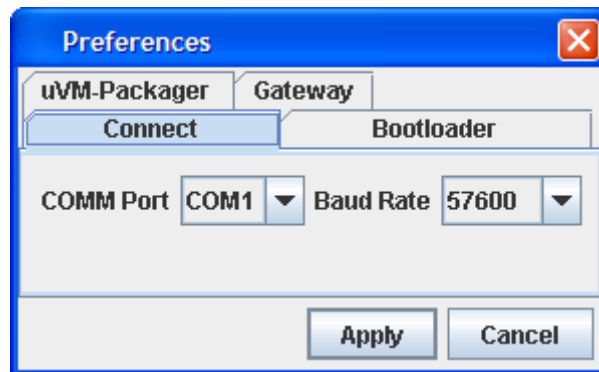 Preferences
uVM-Packager Gateway
Connect Bootloader
COMM Port COM1 Baud Rate 57600
Apply Cancel